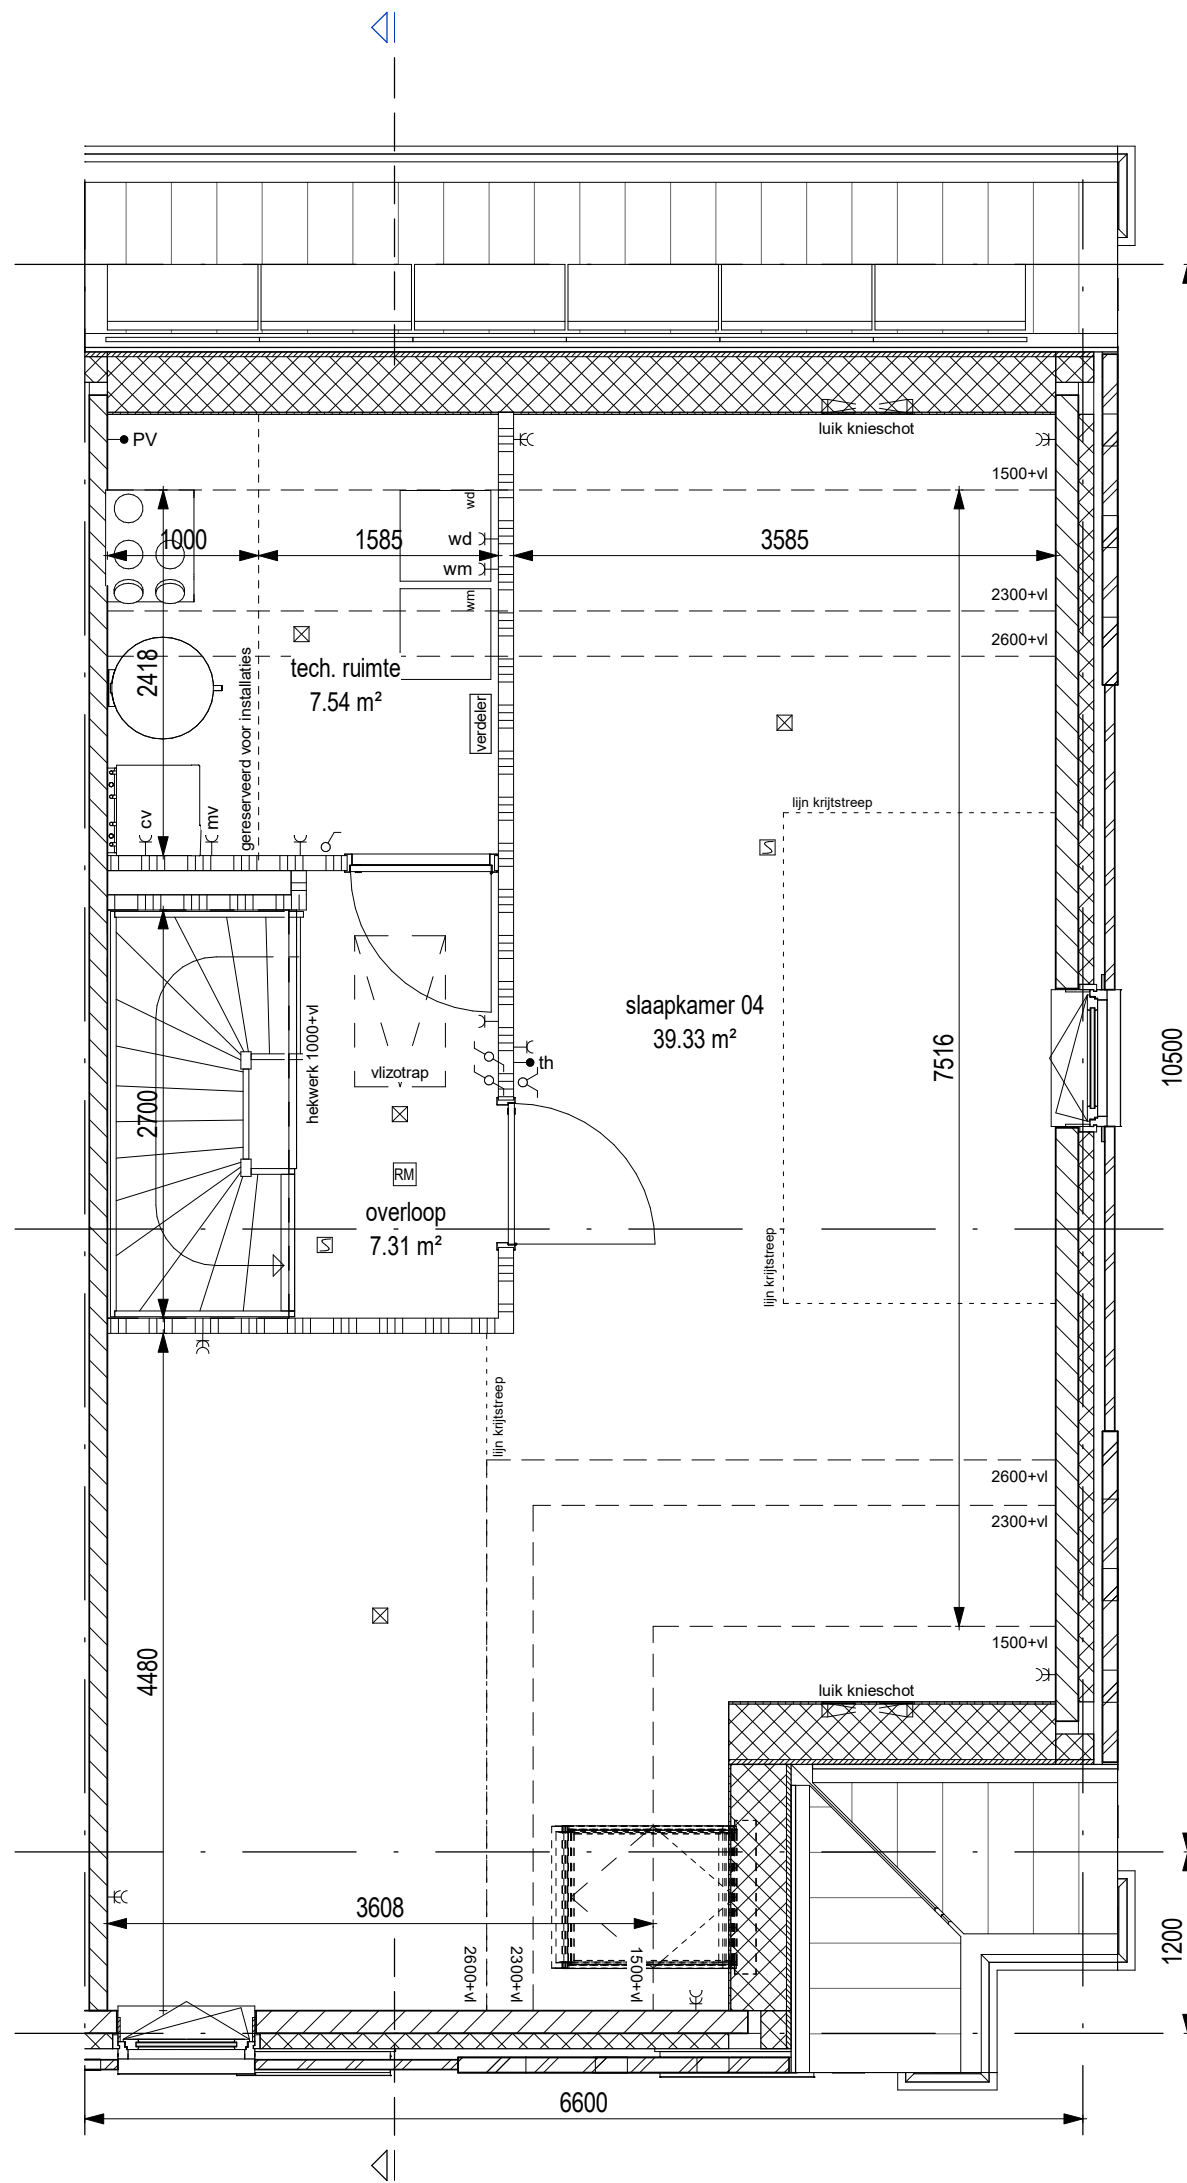 luik knieschot
PV
1500+vl
wd
1000
1585
wd
3585
wm
wm
2300+vl
2600+vl
2418
gereserveerd voor installaties
tech. ruimte
7.54 m²
verdeler
lijn krijtstreep
cv
mv
slaapkamer 04
39.33 m²
7516
10500
hekwerk 1000+vl
vlizotrap
th
2700
RM
overloop
7.31 m²
lijn krijtstreep
lijn krijtstreep
2600+vl
2300+vl
4480
1500+vl
luik knieschot
3608
2600+vl
2300+vl
1500+vl
1200
6600